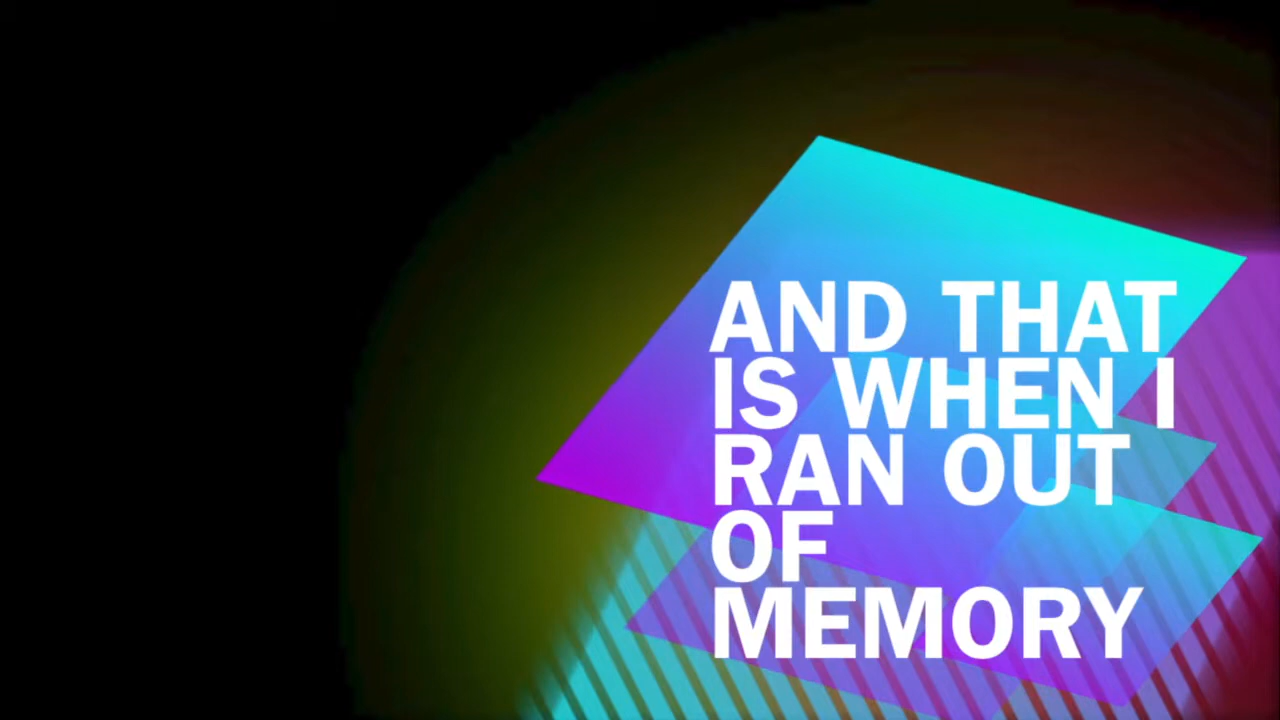 AND THAT
IS WHEN I
RAN OUT
OF
MEMORY